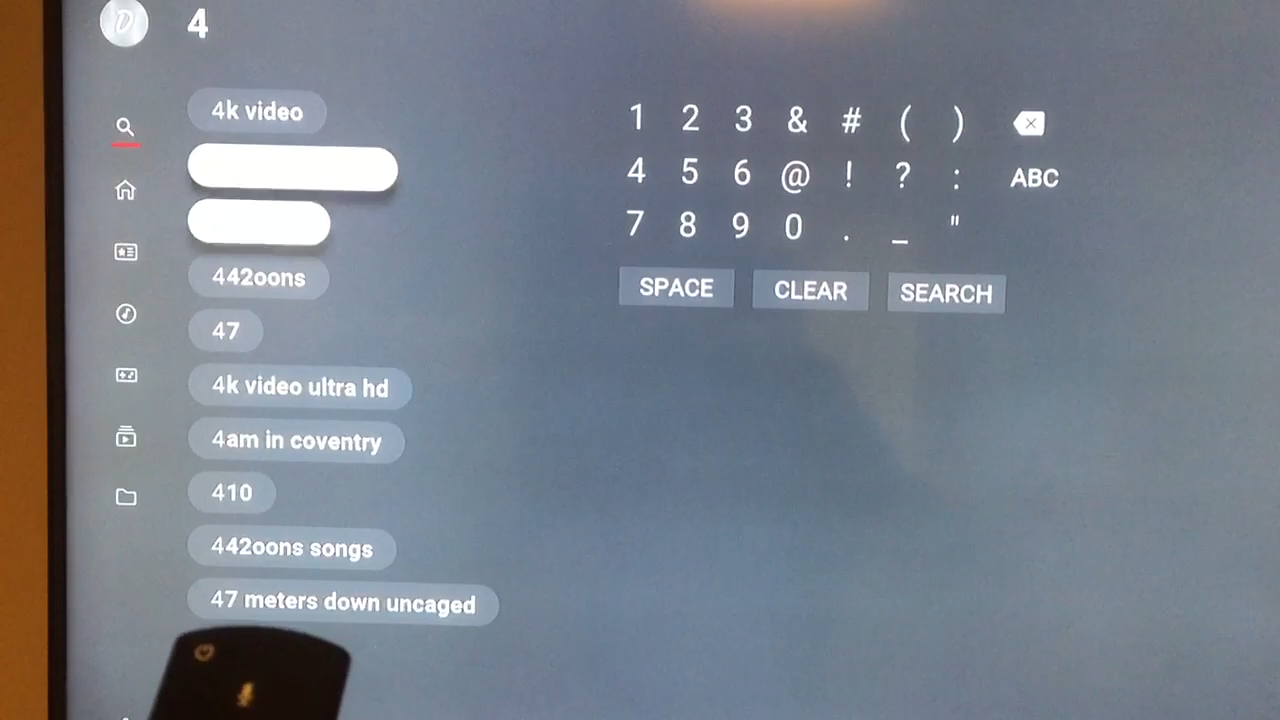 D
4
4k video
442oons
47
4k video ultra hd
4am in coventry
410
442oons songs
47 meters down uncaged
1 2 3 & # ( )
4 5 6 @ ! ? : ABC
7 8 9 0 . _ "
SPACE CLEAR SEARCH